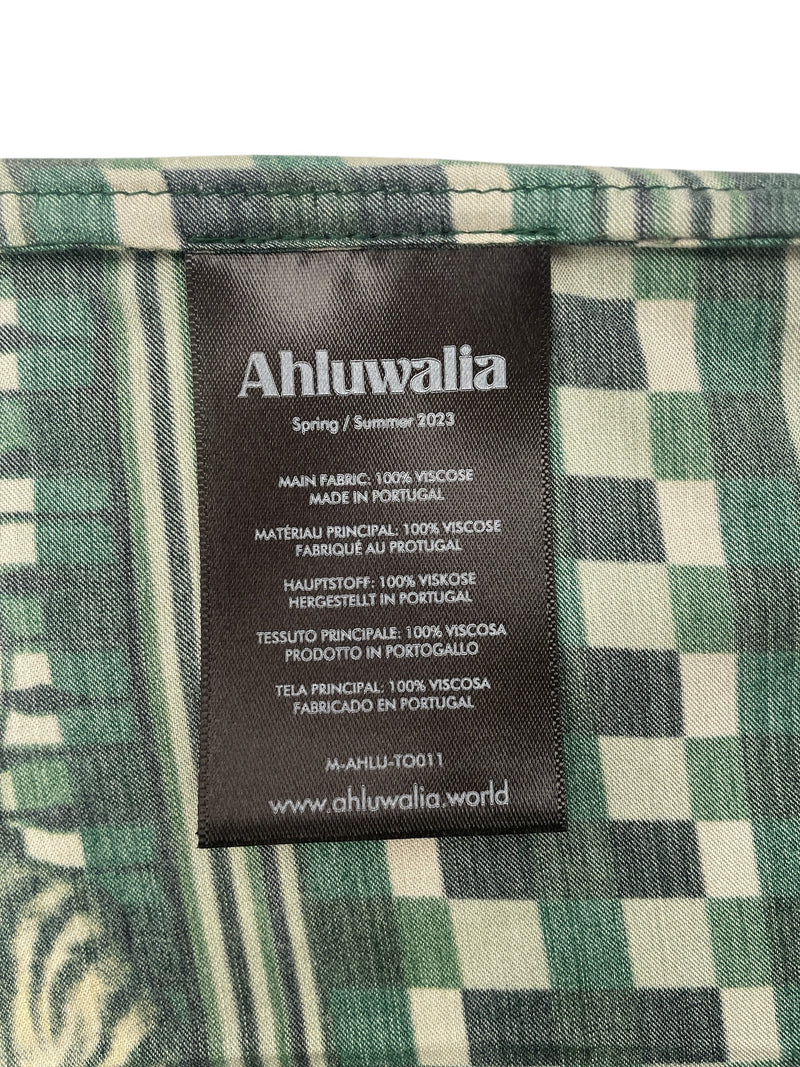 Ahluwalia
Spring / Summer 2023
MAIN FABRIC: 100% VISCOSE
MADE IN PORTUGAL
MATÉRIAU PRINCIPAL: 100% VISCOSE
FABRIQUÉ AU PROTUGAL
HAUPTSTOFF: 100% VISKOSE
HERGESTELLT IN PORTUGAL
TESSUTO PRINCIPALE: 100% VISCOSA
PRODOTTO IN PORTOGALLO
TELA PRINCIPAL: 100% VISCOSA
FABRICADO EN PORTUGAL
M-AHLU-TO011
www.ahluwalia.world